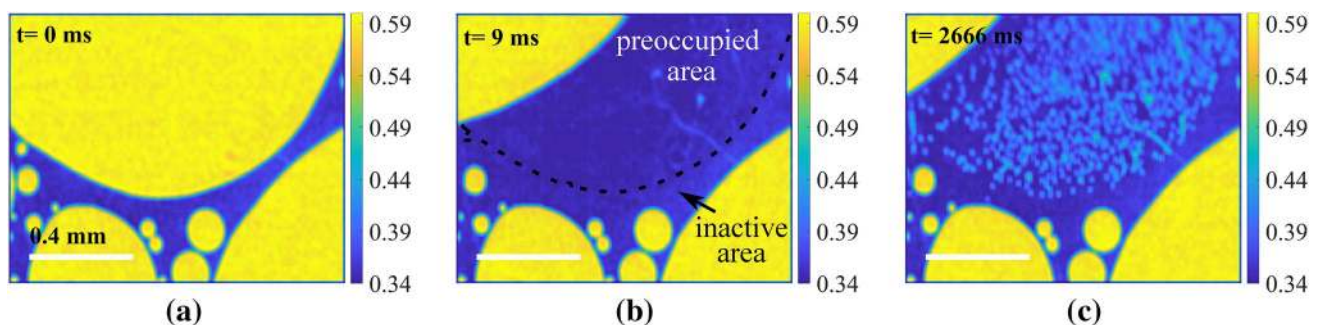 t= 0 ms
0.4 mm
0.59
0.54
0.49
0.44
0.39
0.34
(a)
t= 9 ms
preoccupied
area
inactive
area
0.59
0.54
0.49
0.44
0.39
0.34
(b)
t= 2666 ms
0.59
0.54
0.49
0.44
0.39
0.34
(c)